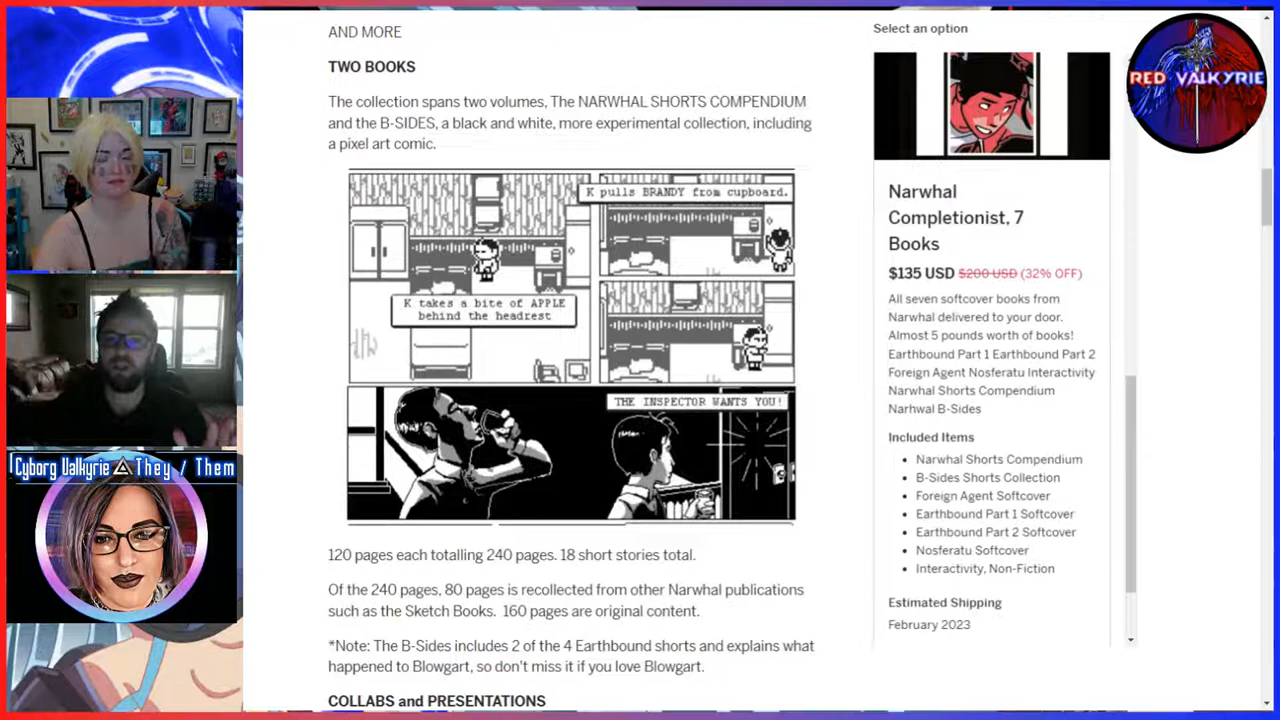 AND MORE
TWO BOOKS
The collection spans two volumes, The NARWHAL SHORTS COMPENDIUM
and the B-SIDES, a black and white, more experimental collection, including
a pixel art comic.
K pulls BRANDY from cupboard.
K takes a bite of APPLE
behind the headrest
THE INSPECTOR WANTS YOU!
120 pages each totalling 240 pages. 18 short stories total.
Of the 240 pages, 80 pages is recollected from other Narwhal publications
such as the Sketch Books. 160 pages are original content.
*Note: The B-Sides includes 2 of the 4 Earthbound shorts and explains what
happened to Blowgart, so don't miss it if you love Blowgart.
COLLABS and PRESENTATIONS
Select an option
Narwhal
Completionist, 7
Books
$135 USD $200 USD (32% OFF)
All seven softcover books from
Narwhal delivered to your door.
Almost 5 pounds worth of books!
Earthbound Part 1 Earthbound Part 2
Foreign Agent Nosferatu Interactivity
Narwhal Shorts Compendium
Narhwal B-Sides
Included Items
Narwhal Shorts Compendium
B-Sides Shorts Collection
Foreign Agent Softcover
Earthbound Part 1 Softcover
Earthbound Part 2 Softcover
Nosferatu Softcover
Interactivity, Non-Fiction
Estimated Shipping
February 2023
RED VALKYRIE
Cyborg Valkyrie They / Them